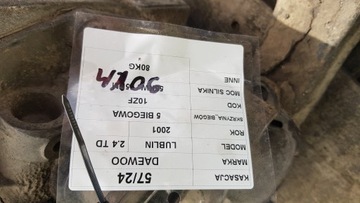 KASACJA 57/24
MARKA DAEWOO
MODEL LUBLIN 2.4 TD
ROK 2001
SKRZYNIA BIEGÓW 5 BIEGOWA
KOD 10ZF
MOC SILNIKA
INNE 80KG